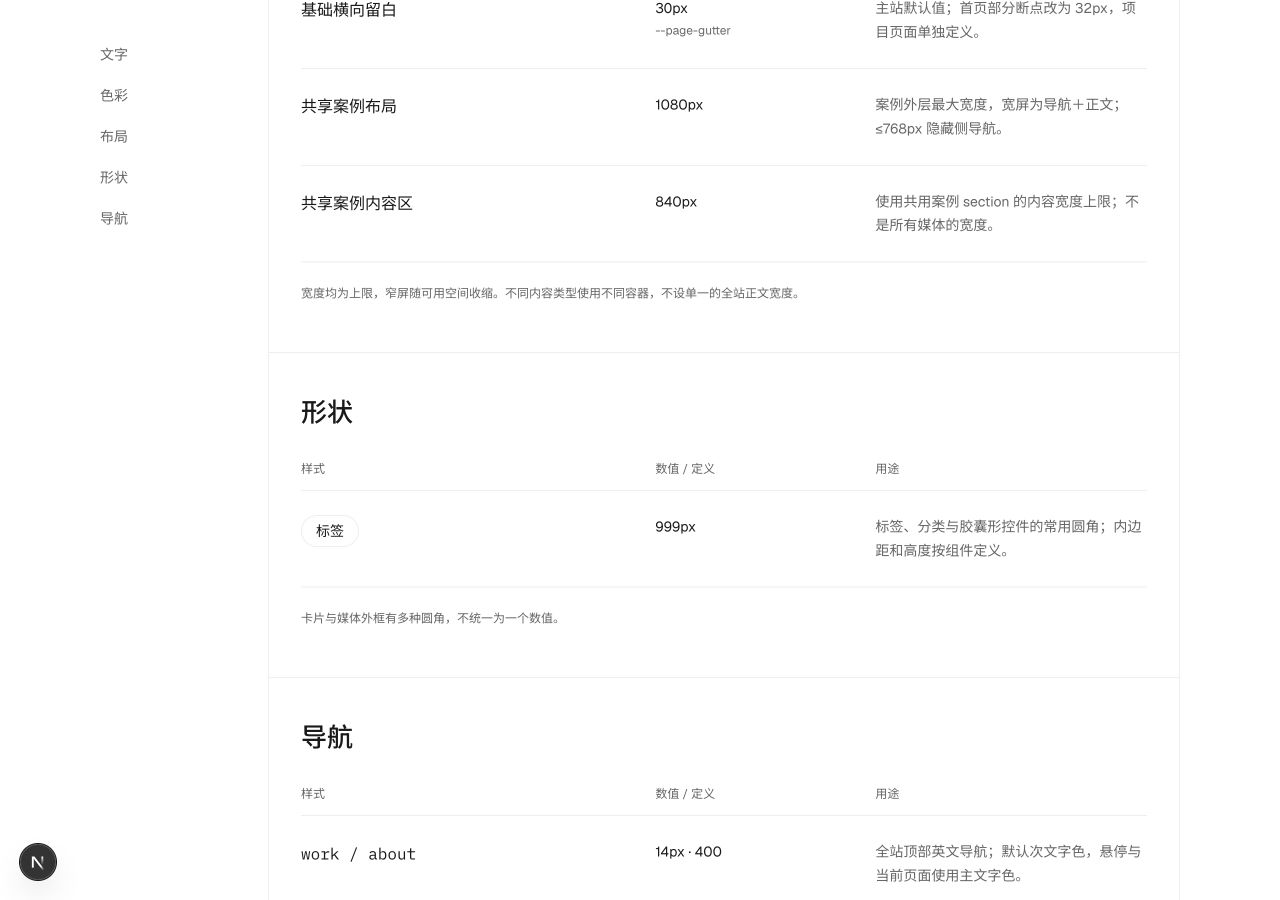 文字
色彩
布局
形状
导航
基础横向留白
30px
--page-gutter
主站默认值；首页部分断点改为 32px，项
目页面单独定义。
共享案例布局
1080px
案例外层最大宽度，宽屏为导航＋正文；
≤768px 隐藏侧导航。
共享案例内容区
840px
使用共用案例 section 的内容宽度上限；不
是所有媒体的宽度。
宽度均为上限，窄屏随可用空间收缩。不同内容类型使用不同容器，不设单一的全站正文宽度。
形状
样式
数值 / 定义
用途
标签
999px
标签、分类与胶囊形控件的常用圆角；内边
距和高度按组件定义。
卡片与媒体外框有多种圆角，不统一为一个数值。
导航
样式
数值 / 定义
用途
work / about
14px · 400
全站顶部英文导航；默认次文字色，悬停与
当前页面使用主文字色。
N